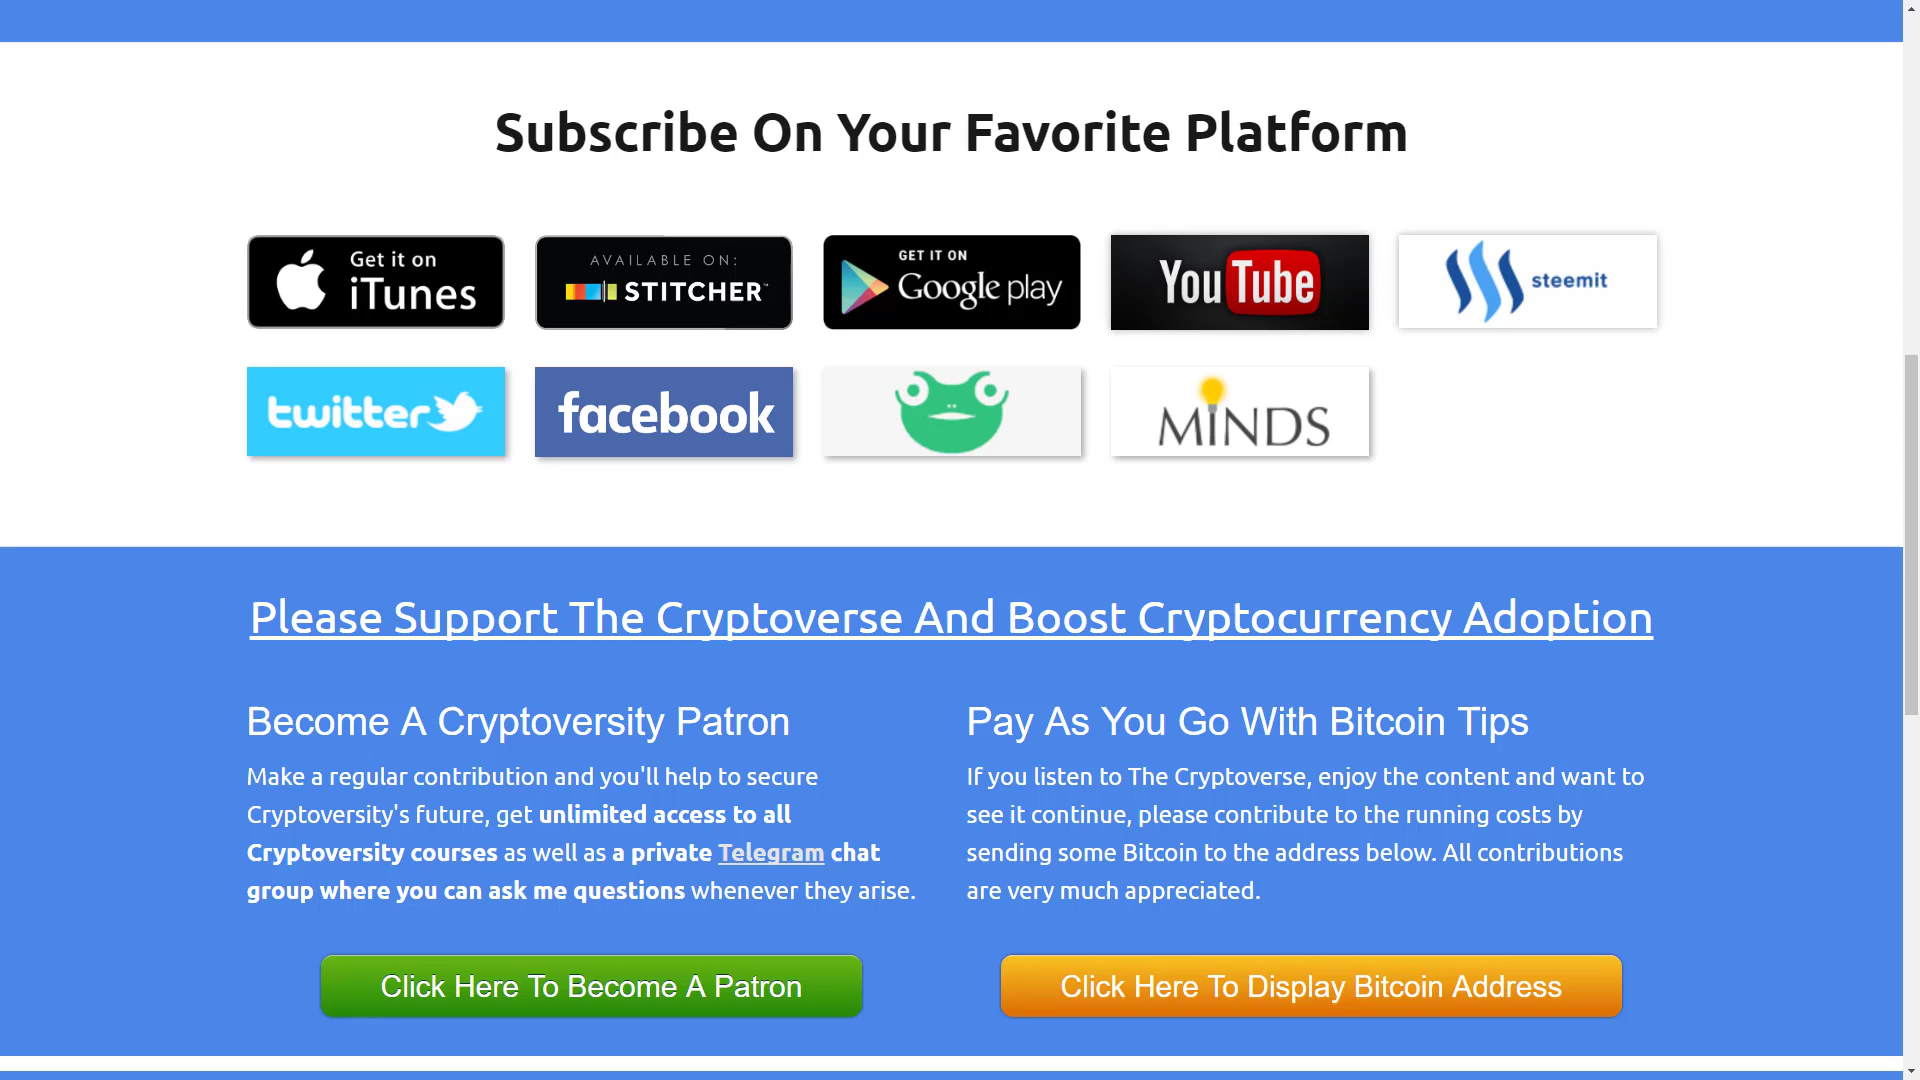 Subscribe On Your Favorite Platform
Get it on
iTunes
AVAILABLE ON:
STITCHER
GET IT ON
Google play
YouTube
steemit
twitter
facebook
MINDS
Please Support The Cryptoverse And Boost Cryptocurrency Adoption
Become A Cryptoversity Patron
Make a regular contribution and you'll help to secure
Cryptoversity's future, get unlimited access to all
Cryptoversity courses as well as a private Telegram chat
group where you can ask me questions whenever they arise.
Click Here To Become A Patron
Pay As You Go With Bitcoin Tips
If you listen to The Cryptoverse, enjoy the content and want to
see it continue, please contribute to the running costs by
sending some Bitcoin to the address below. All contributions
are very much appreciated.
Click Here To Display Bitcoin Address